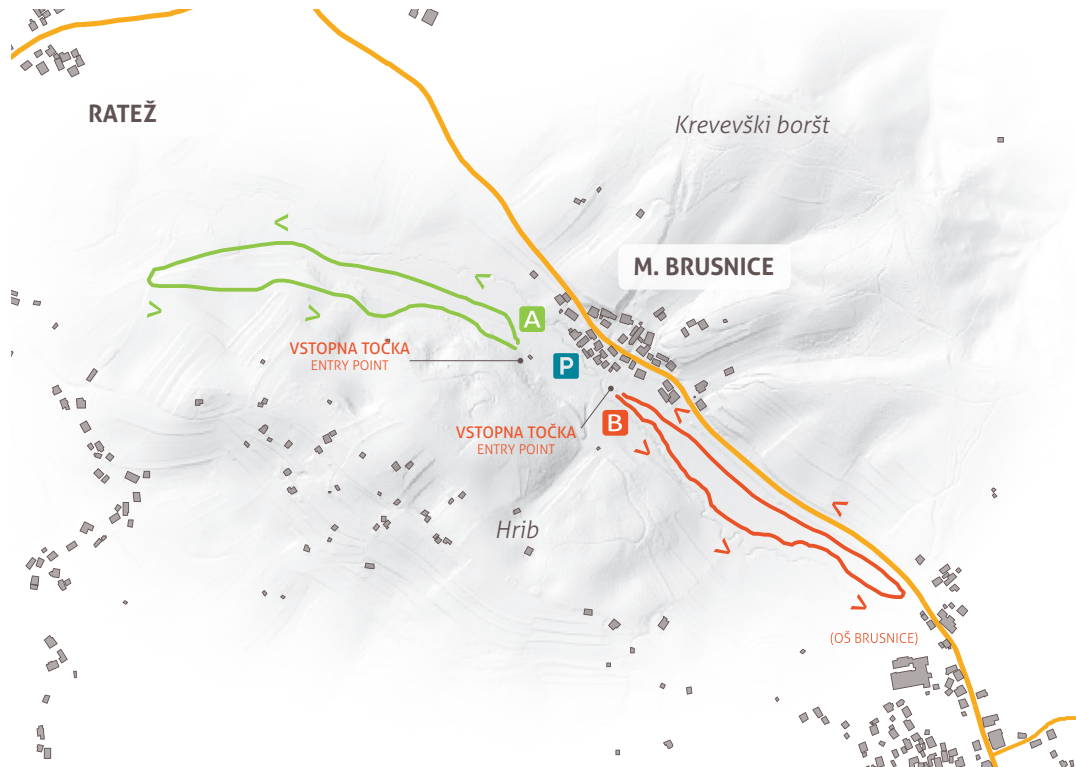 RATEŽ
Krevevški boršt
M. BRUSNICE
A
VSTOPNA TOČKA
ENTRY POINT
P
B
VSTOPNA TOČKA
ENTRY POINT
Hrib
(OŠ BRUSNICE)